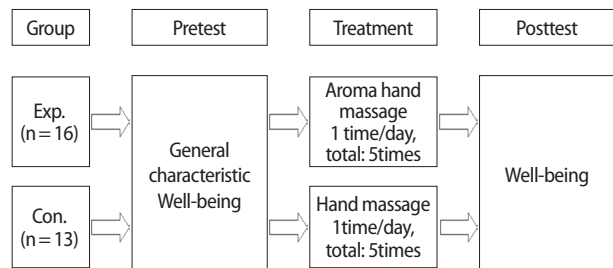 Group
Pretest
Treatment
Posttest
Exp.
(n = 16)
General
characteristic
Well-being
Aroma hand
massage
1 time/day,
total: 5times
Well-being
Con.
(n = 13)
Hand massage
1time/day,
total: 5times